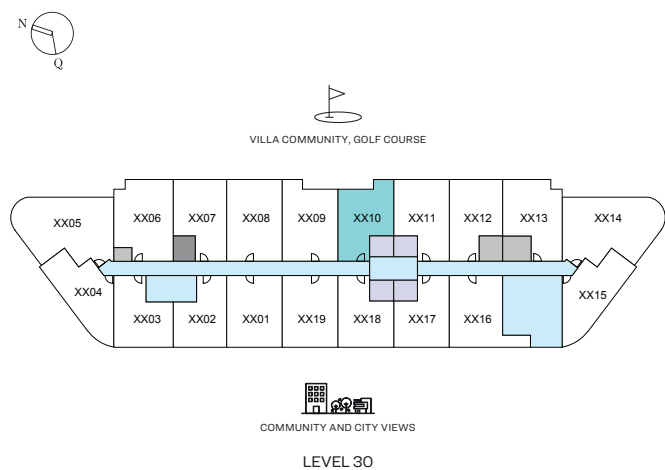 N
Q
VILLA COMMUNITY, GOLF COURSE
XX05 XX06 XX07 XX08 XX09 XX10 XX11 XX12 XX13 XX14
XX04 XX15
XX03 XX02 XX01 XX19 XX18 XX17 XX16
COMMUNITY AND CITY VIEWS
LEVEL 30